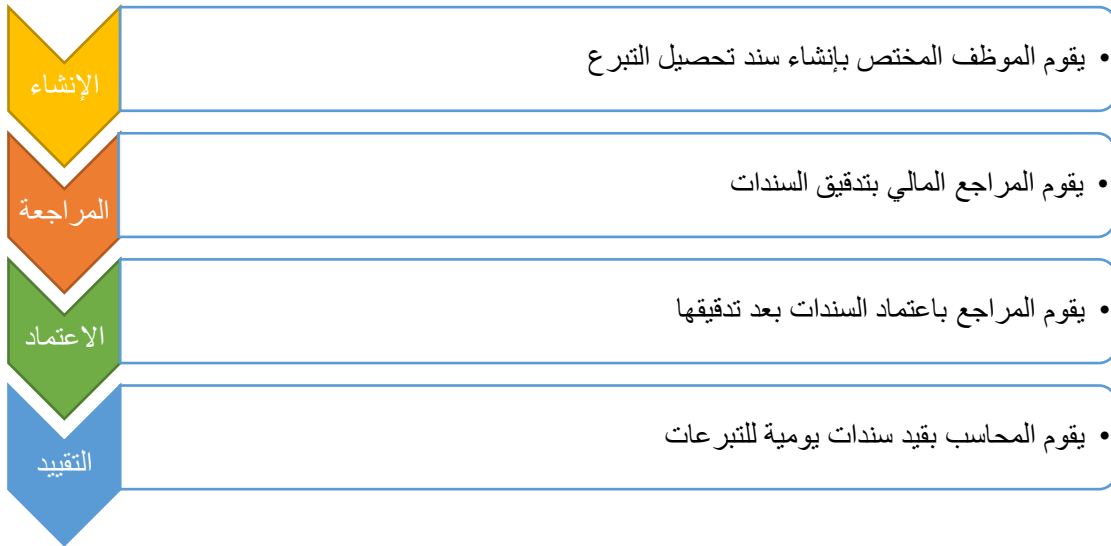 الإنشاء
• يقوم الموظف المختص بإنشاء سند تحصيل التبرع
المراجعة
• يقوم المراجع المالي بتدقيق السندات
الاعتماد
• يقوم المراجع باعتماد السندات بعد تدقيقها
التقييد
• يقوم المحاسب بقيد سندات يومية للتبرعات